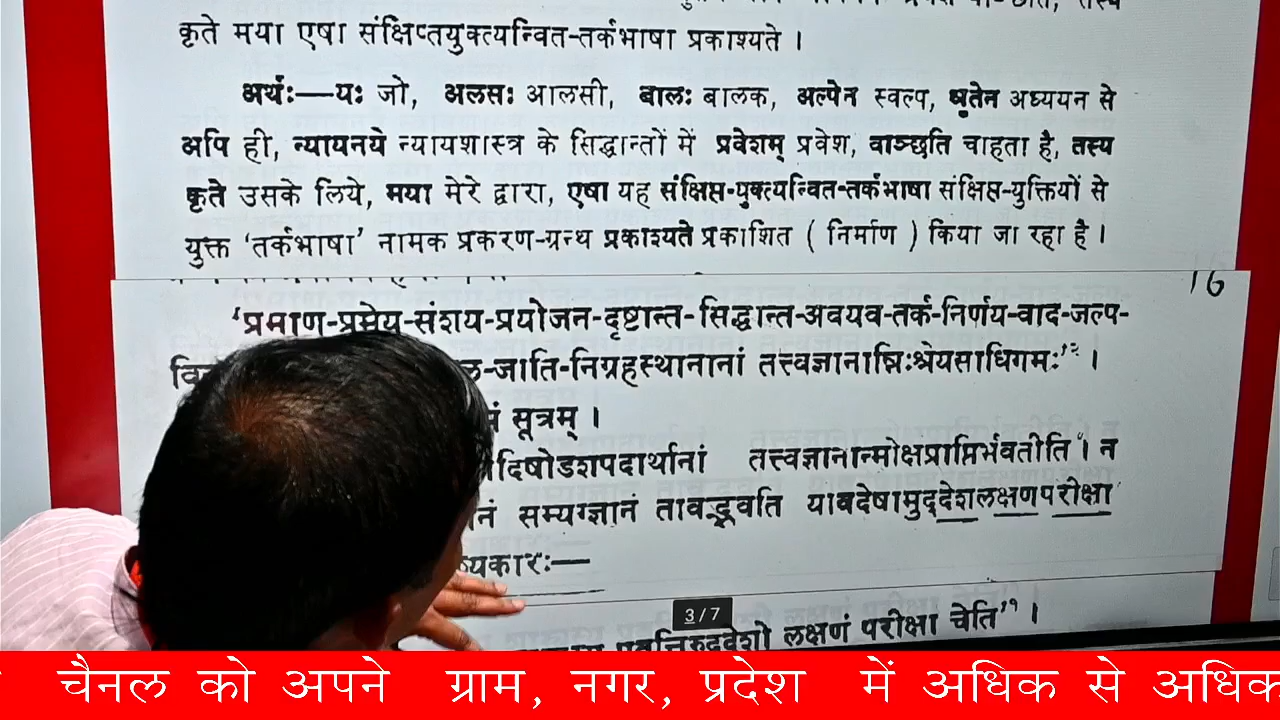 कृते मया एषा संक्षिप्तयुक्त्यन्वित-तर्कभाषा प्रकाश्यते ।
अर्थः—यः जो, अलसः आलसी, बालः बालक, अल्पेन स्वल्प, श्रुतेन अध्ययन से
अपि ही, न्यायनये न्यायशास्त्र के सिद्धान्तों में प्रवेशम् प्रवेश, वाञ्छति चाहता है, तस्य
कृते उसके लिये, मया मेरे द्वारा, एषा यह संक्षिप्त-युक्त्यन्वित-तर्कभाषा संक्षिप्त-युक्तियों से
युक्त 'तर्कभाषा' नामक प्रकरण-ग्रन्थ प्रकाश्यते प्रकाशित ( निर्माण ) किया जा रहा है ।
16
'प्रमाण-प्रमेय-संशय-प्रयोजन-दृष्टान्त-सिद्धान्त-अवयव-तर्क-निर्णय-वाद-जल्प-
-जाति-निग्रहस्थानानां तत्त्वज्ञानान्निःश्रेयसाधिगमः'२ ।
सूत्रम् ।
दिषोडशपदार्थानां तत्त्वज्ञानान्मोक्षप्राप्तिर्भवतीति । न
सम्यग्ज्ञानं तावद्भवति यावदेषामुद्देशलक्षणपरीक्षा
ष्यकारः—
3/7
लक्षणं परीक्षा चेति'१ ।
चैनल को अपने ग्राम, नगर, प्रदेश में अधिक से अधिक